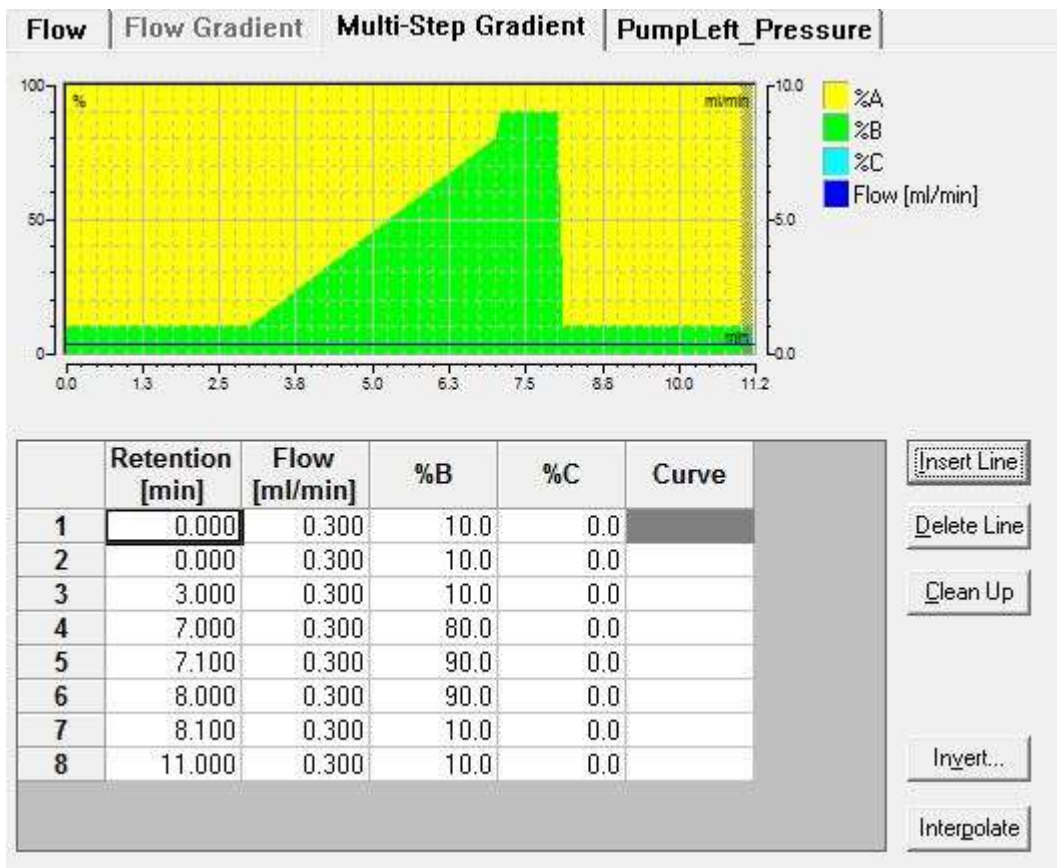 Flow Flow Gradient Multi-Step Gradient PumpLeft_Pressure
100 % ml/min 10.0
50 5.0
0 min 0.0
0.0 1.3 2.5 3.8 5.0 6.3 7.5 8.8 10.0 11.2
%A
%B
%C
Flow [ml/min]
Retention [min] Flow [ml/min] %B %C Curve
1 0.000 0.300 10.0 0.0
2 0.000 0.300 10.0 0.0
3 3.000 0.300 10.0 0.0
4 7.000 0.300 80.0 0.0
5 7.100 0.300 90.0 0.0
6 8.000 0.300 90.0 0.0
7 8.100 0.300 10.0 0.0
8 11.000 0.300 10.0 0.0
Insert Line
Delete Line
Clean Up
Invert...
Interpolate